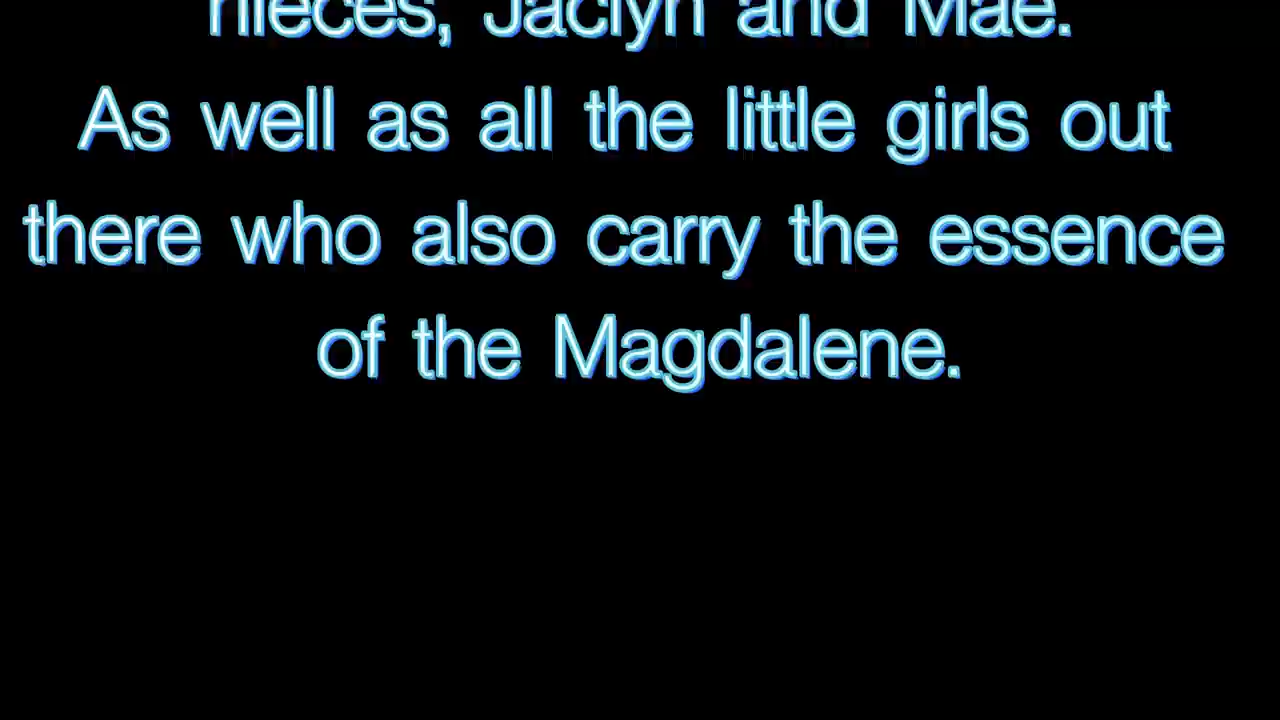 nieces, Jaclyn and Mae.
As well as all the little girls out
there who also carry the essence
of the Magdalene.